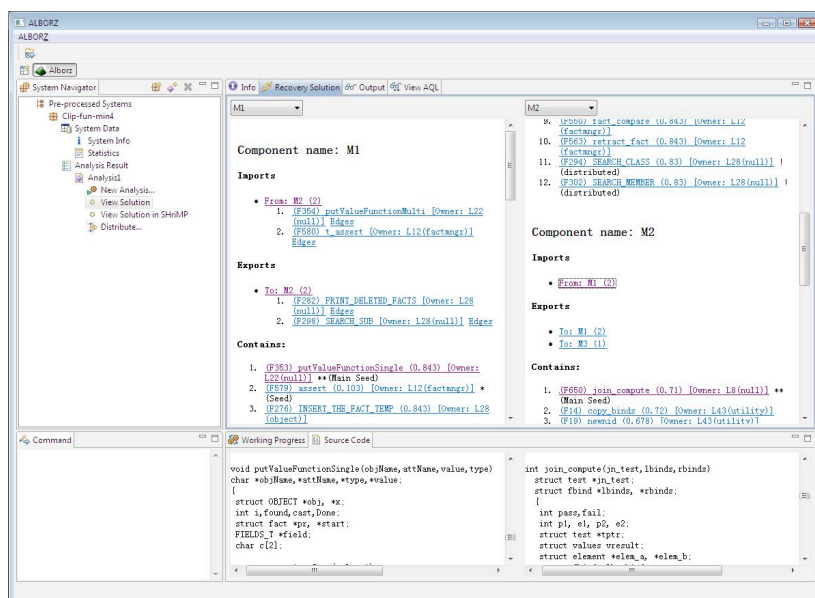 ALBORZ
ALBORZ
Alborz
System Navigator
Pre-processed Systems
Clip-fun-min4
System Data
System Info
Statistics
Analysis Result
Analysis1
New Analysis...
View Solution
View Solution in SHriMP
Distribute...
Info Recovery Solution Output View AQL
M1
Component name: M1
Imports
From: M2 (2)
1. (F354) putValueFunctionMulti [Owner: L22
(null)] Edges
2. (F580) t_assert [Owner: L12(factmngr)]
Edges
Exports
To: M2 (2)
1. (F282) PRINT_DELETED_FACTS [Owner: L28
(null)] Edges
2. (F298) SEARCH_SUB [Owner: L28(null)] Edges
Contains:
1. (F353) putValueFunctionSingle (0.843) [Owner:
L22(null)] **(Main Seed)
2. (F579) assert (0.103) [Owner: L12(factmngr)] *
(Seed)
3. (F276) INSERT_THE_FACT_TEMP (0.843) [Owner: L28
(object)]
M2
9. (F550) fact_compare (0.843) [Owner: L12
(factmngr)]
10. (F563) retract_fact (0.843) [Owner: L12
(factmngr)]
11. (F294) SEARCH_CLASS (0.83) [Owner: L28(null)] !
(distributed)
12. (F302) SEARCH_MEMBER (0.83) [Owner: L28(null)] !
(distributed)
Component name: M2
Imports
From: M1 (2)
Exports
To: M1 (2)
To: M3 (1)
Contains:
1. (F650) join_compute (0.71) [Owner: L8(null)] **
(Main Seed)
2. (F14) copy_binds (0.72) [Owner: L43(utility)]
3. (F19) newnid (0.678) [Owner: L43(utility)]
Command
Working Progress Source Code
void putValueFunctionSingle(objName,attName,value,type)
char *objName,*attName,*type,*value;
{
struct OBJECT *obj, *x;
int i,found,cast,Done;
struct fact *pr, *start;
FIELDS_T *field;
char c[2];
int join_compute(jn_test,lbinds,rbinds)
struct test *jn_test;
struct fbind *lbinds, *rbinds;
{
int pass,fail;
int p1, e1, p2, e2;
struct test *tptr;
struct values vresult;
struct element *elem_a, *elem_b;